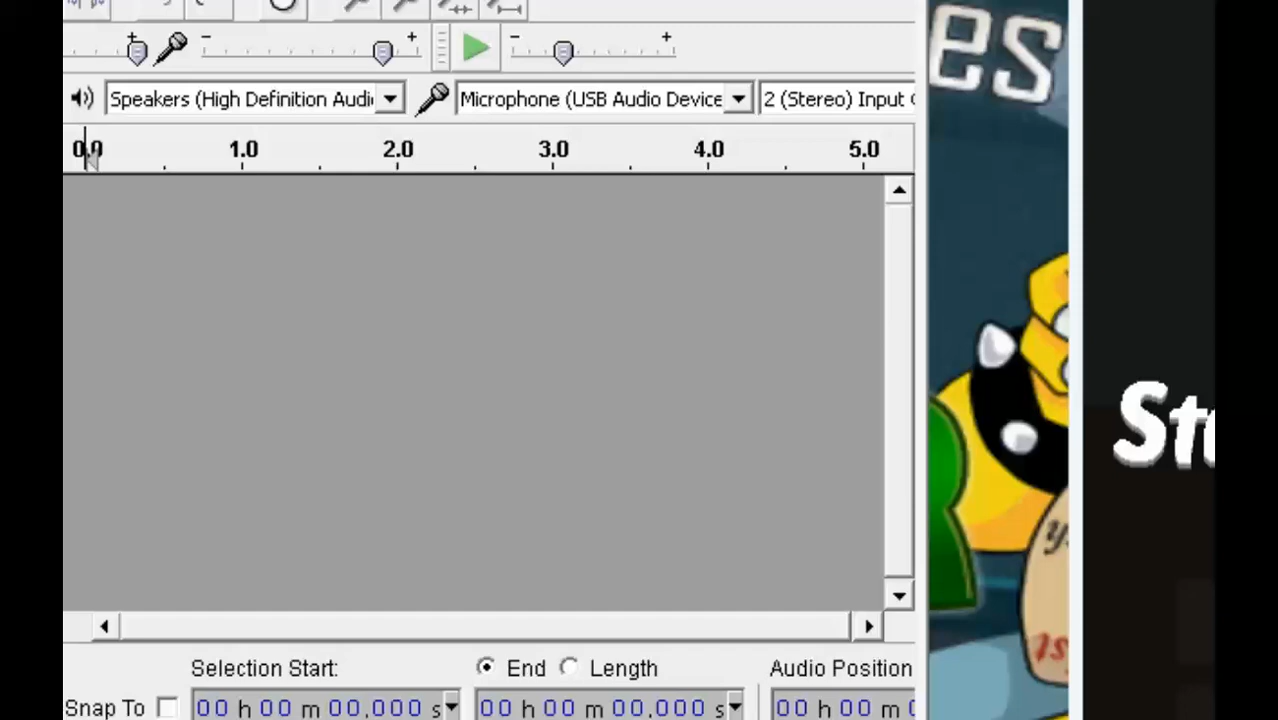 es
Speakers (High Definition Audi
Microphone (USB Audio Device
2 (Stereo) Input
0.0 1.0 2.0 3.0 4.0 5.0
Selection Start:
End
Length
Audio Position
Snap To
00 h 00 m 00.000 s
00 h 00 m 00.000 s
00 h 00 m